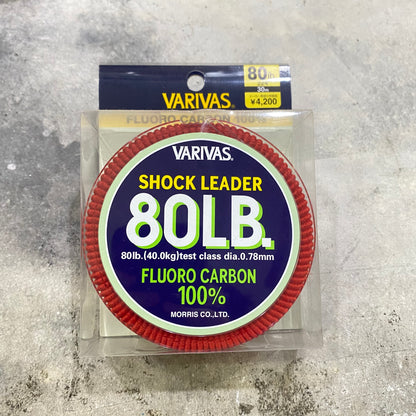 VARIVAS®
80lb
30m
¥4,200
FLUORO CARBON 100%
VARIVAS®
SHOCK LEADER
80LB.
80lb.(40.0kg)test class dia.0.78mm
FLUORO CARBON
100%
MORRIS CO.,LTD.